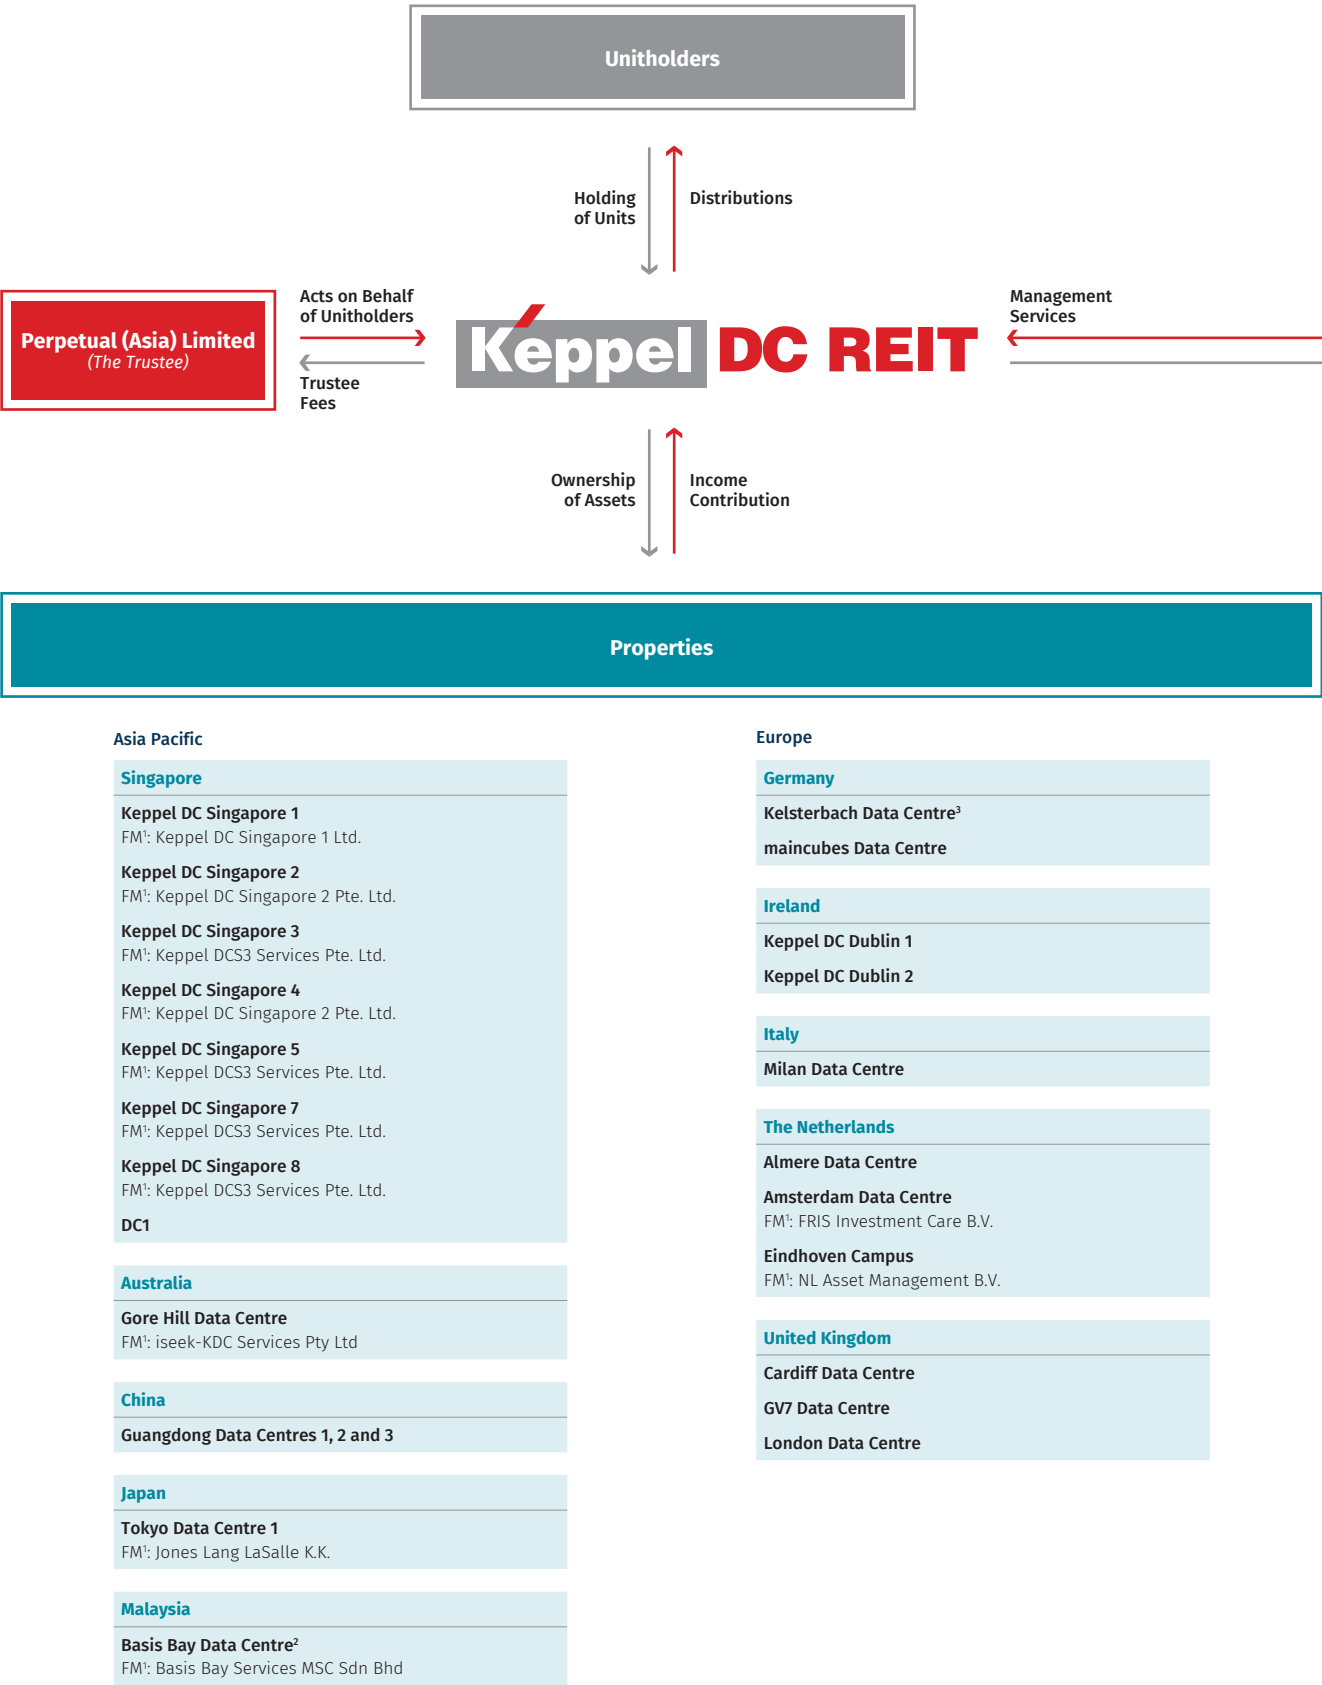 Unitholders
Holding
of Units
Distributions
Perpetual (Asia) Limited
(The Trustee)
Acts on Behalf
of Unitholders
Trustee
Fees
Keppel DC REIT
Management
Services
Ownership
of Assets
Income
Contribution
Properties
Asia Pacific
Singapore
Keppel DC Singapore 1
FM¹: Keppel DC Singapore 1 Ltd.
Keppel DC Singapore 2
FM¹: Keppel DC Singapore 2 Pte. Ltd.
Keppel DC Singapore 3
FM¹: Keppel DCS3 Services Pte. Ltd.
Keppel DC Singapore 4
FM¹: Keppel DC Singapore 2 Pte. Ltd.
Keppel DC Singapore 5
FM¹: Keppel DCS3 Services Pte. Ltd.
Keppel DC Singapore 7
FM¹: Keppel DCS3 Services Pte. Ltd.
Keppel DC Singapore 8
FM¹: Keppel DCS3 Services Pte. Ltd.
DC1
Australia
Gore Hill Data Centre
FM¹: iseek-KDC Services Pty Ltd
China
Guangdong Data Centres 1, 2 and 3
Japan
Tokyo Data Centre 1
FM¹: Jones Lang LaSalle K.K.
Malaysia
Basis Bay Data Centre²
FM¹: Basis Bay Services MSC Sdn Bhd
Europe
Germany
Kelsterbach Data Centre³
maincubes Data Centre
Ireland
Keppel DC Dublin 1
Keppel DC Dublin 2
Italy
Milan Data Centre
The Netherlands
Almere Data Centre
Amsterdam Data Centre
FM¹: FRIS Investment Care B.V.
Eindhoven Campus
FM¹: NL Asset Management B.V.
United Kingdom
Cardiff Data Centre
GV7 Data Centre
London Data Centre